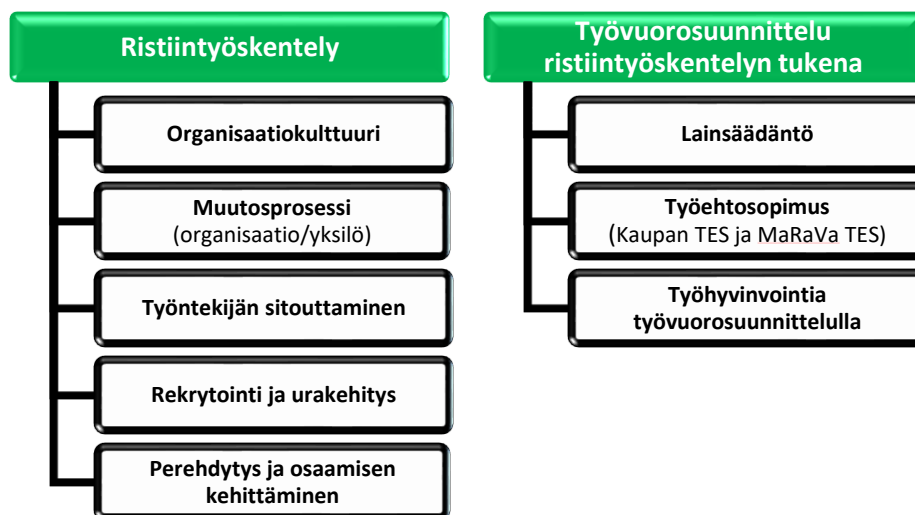 Ristiintyöskentely
Organisaatiokulttuuri
Muutosprosessi
(organisaatio/yksilö)
Työntekijän sitouttaminen
Rekrytointi ja urakehitys
Perehdytys ja osaamisen
kehittäminen
Työvuorosuunnittelu
ristiintyöskentelyn tukena
Lainsäädäntö
Työehtosopimus
(Kaupan TES ja MaRaVa TES)
Työhyvinvointia
työvuorosuunnittelulla